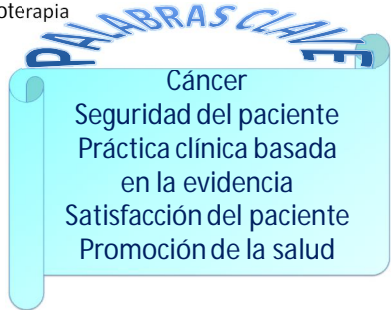 oterapia
PALABRAS CLAVE
Cáncer
Seguridad del paciente
Práctica clínica basada
en la evidencia
Satisfacción del paciente
Promoción de la salud